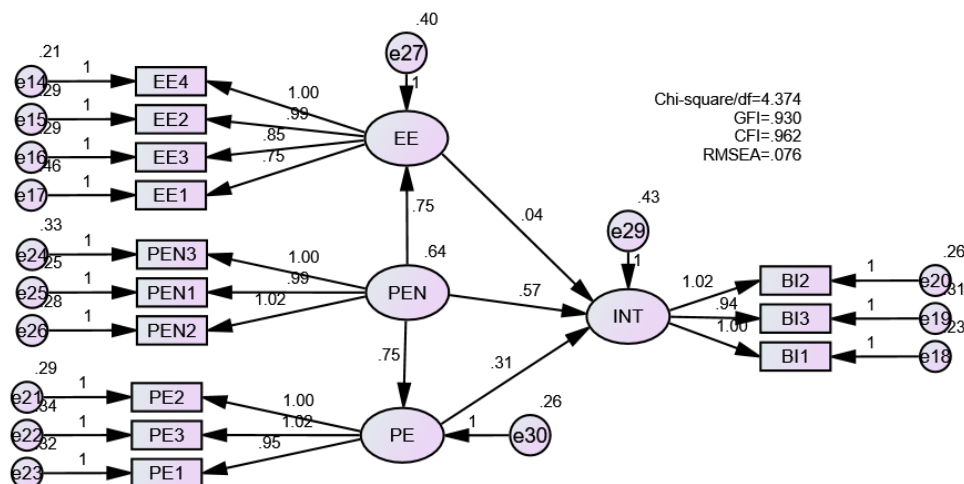 .40
e27
1
.21
e14
1
EE4
.29
e15
1
EE2
.29
e16
1
EE3
.46
e17
1
EE1
1.00
.99
.85
.75
EE
Chi-square/df=4.374
GFI=.930
CFI=.962
RMSEA=.076
.75
.04
.43
e29
1
.33
e24
1
PEN3
.25
e25
1
PEN1
.28
e26
1
PEN2
1.00
.99
1.02
.64
PEN
.57
INT
1.02
.94
1.00
BI2
1
.26
e20
BI3
1
.31
e19
BI1
1
.23
e18
.75
.31
.29
e21
1
PE2
.34
e22
1
PE3
.32
e23
1
PE1
1.00
1.02
.95
PE
1
.26
e30